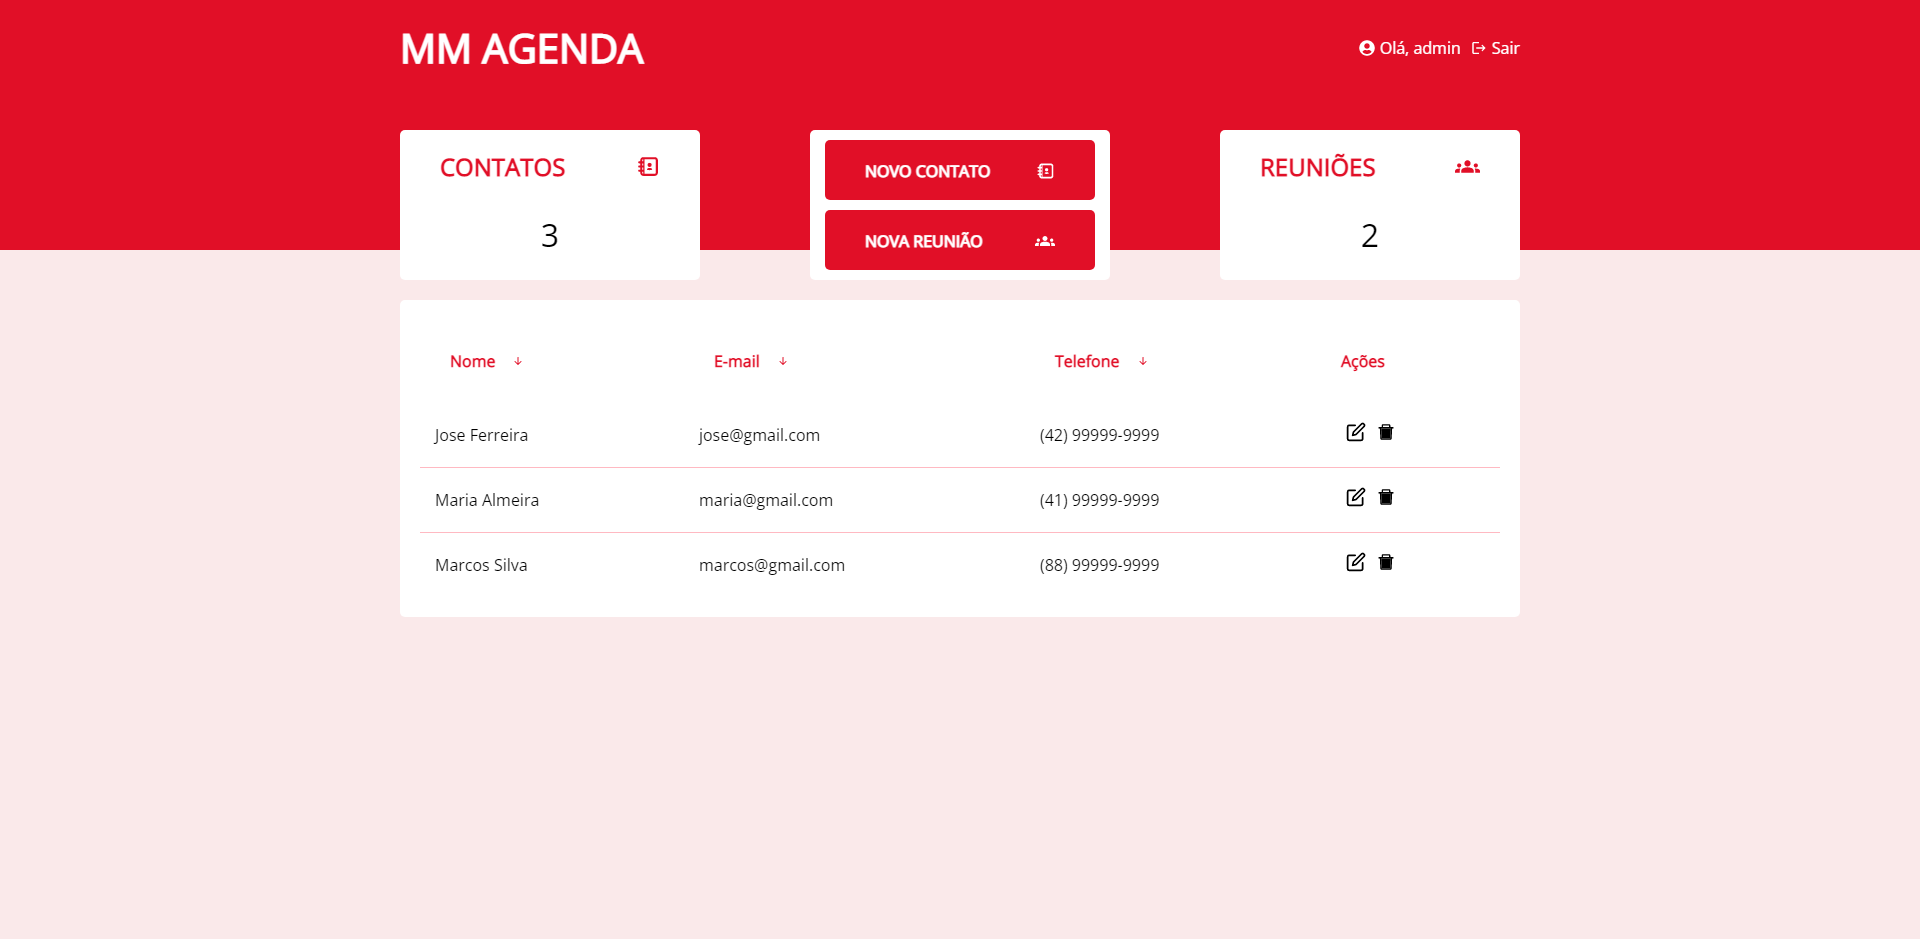 MM AGENDA
Olá, admin Sair
CONTATOS
3
NOVO CONTATO
NOVA REUNIÃO
REUNIÕES
2
Nome E-mail Telefone Ações
Jose Ferreira jose@gmail.com (42) 99999-9999
Maria Almeira maria@gmail.com (41) 99999-9999
Marcos Silva marcos@gmail.com (88) 99999-9999